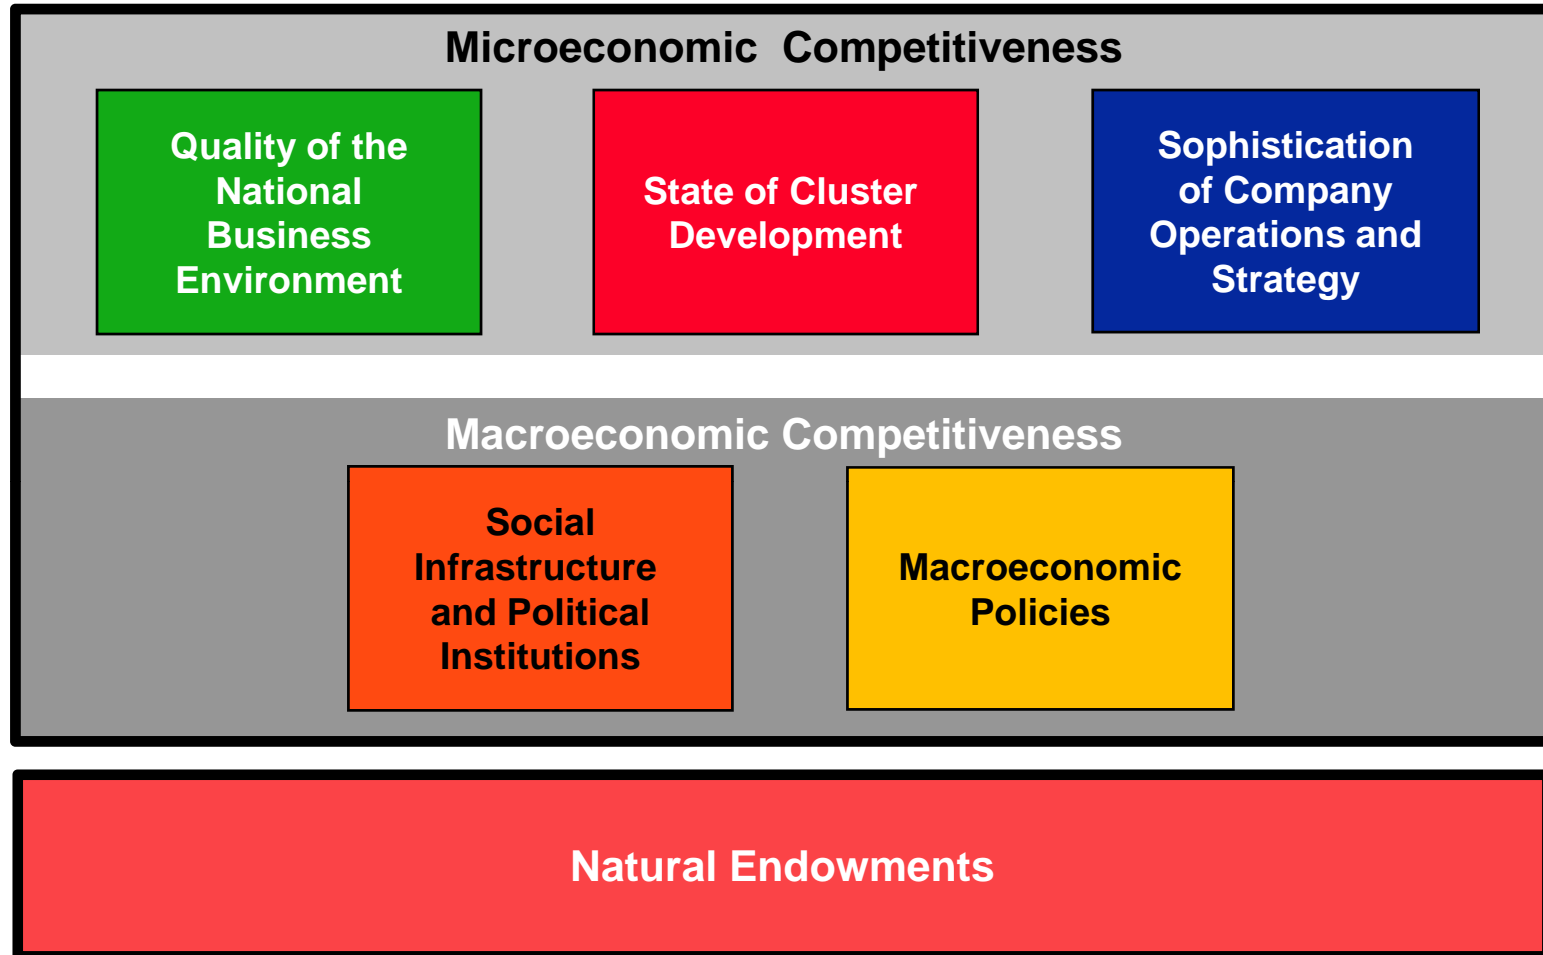 Microeconomic  Competitiveness
Quality of the
National
Business
Environment
State of Cluster
Development
Sophistication
of Company
Operations and
Strategy
Macroeconomic Competitiveness
Social
Infrastructure
and Political
Institutions
Macroeconomic
Policies
Natural Endowments